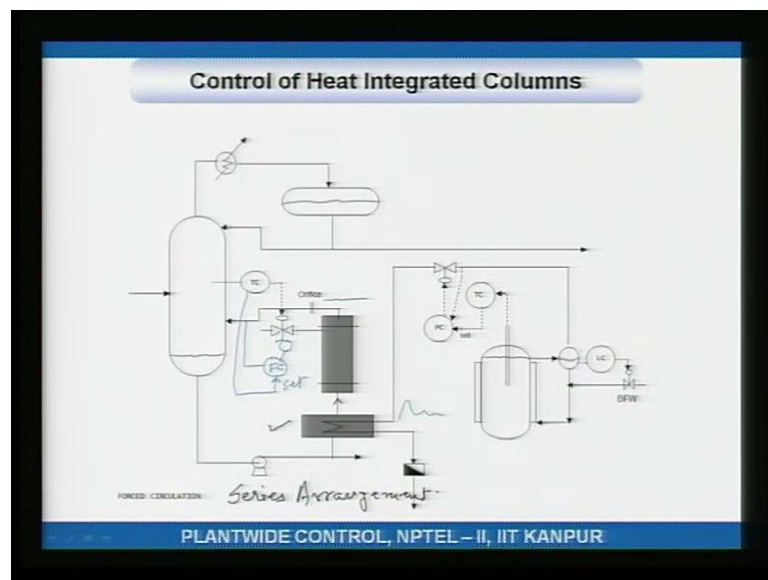 Control of Heat Integrated Columns
TC
Orifice
TC
PC
set
LC
BFW
FC
set
FORCED CIRCULATION
Series Arrangement
PLANTWIDE CONTROL, NPTEL – II, IIT KANPUR